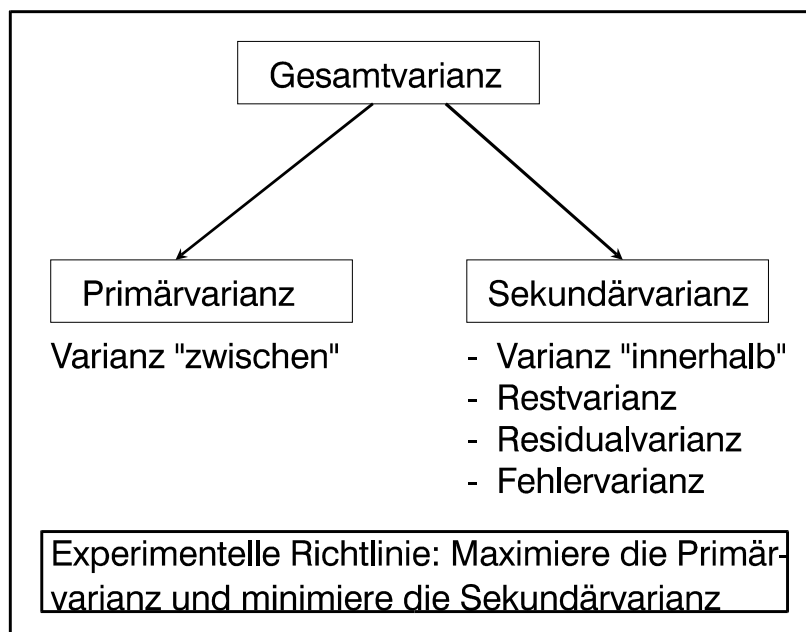 Gesamtvarianz
Primärvarianz
Sekundärvarianz
Varianz "zwischen"
- Varianz "innerhalb"
- Restvarianz
- Residualvarianz
- Fehlervarianz
Experimentelle Richtlinie: Maximiere die Primär-
varianz und minimiere die Sekundärvarianz